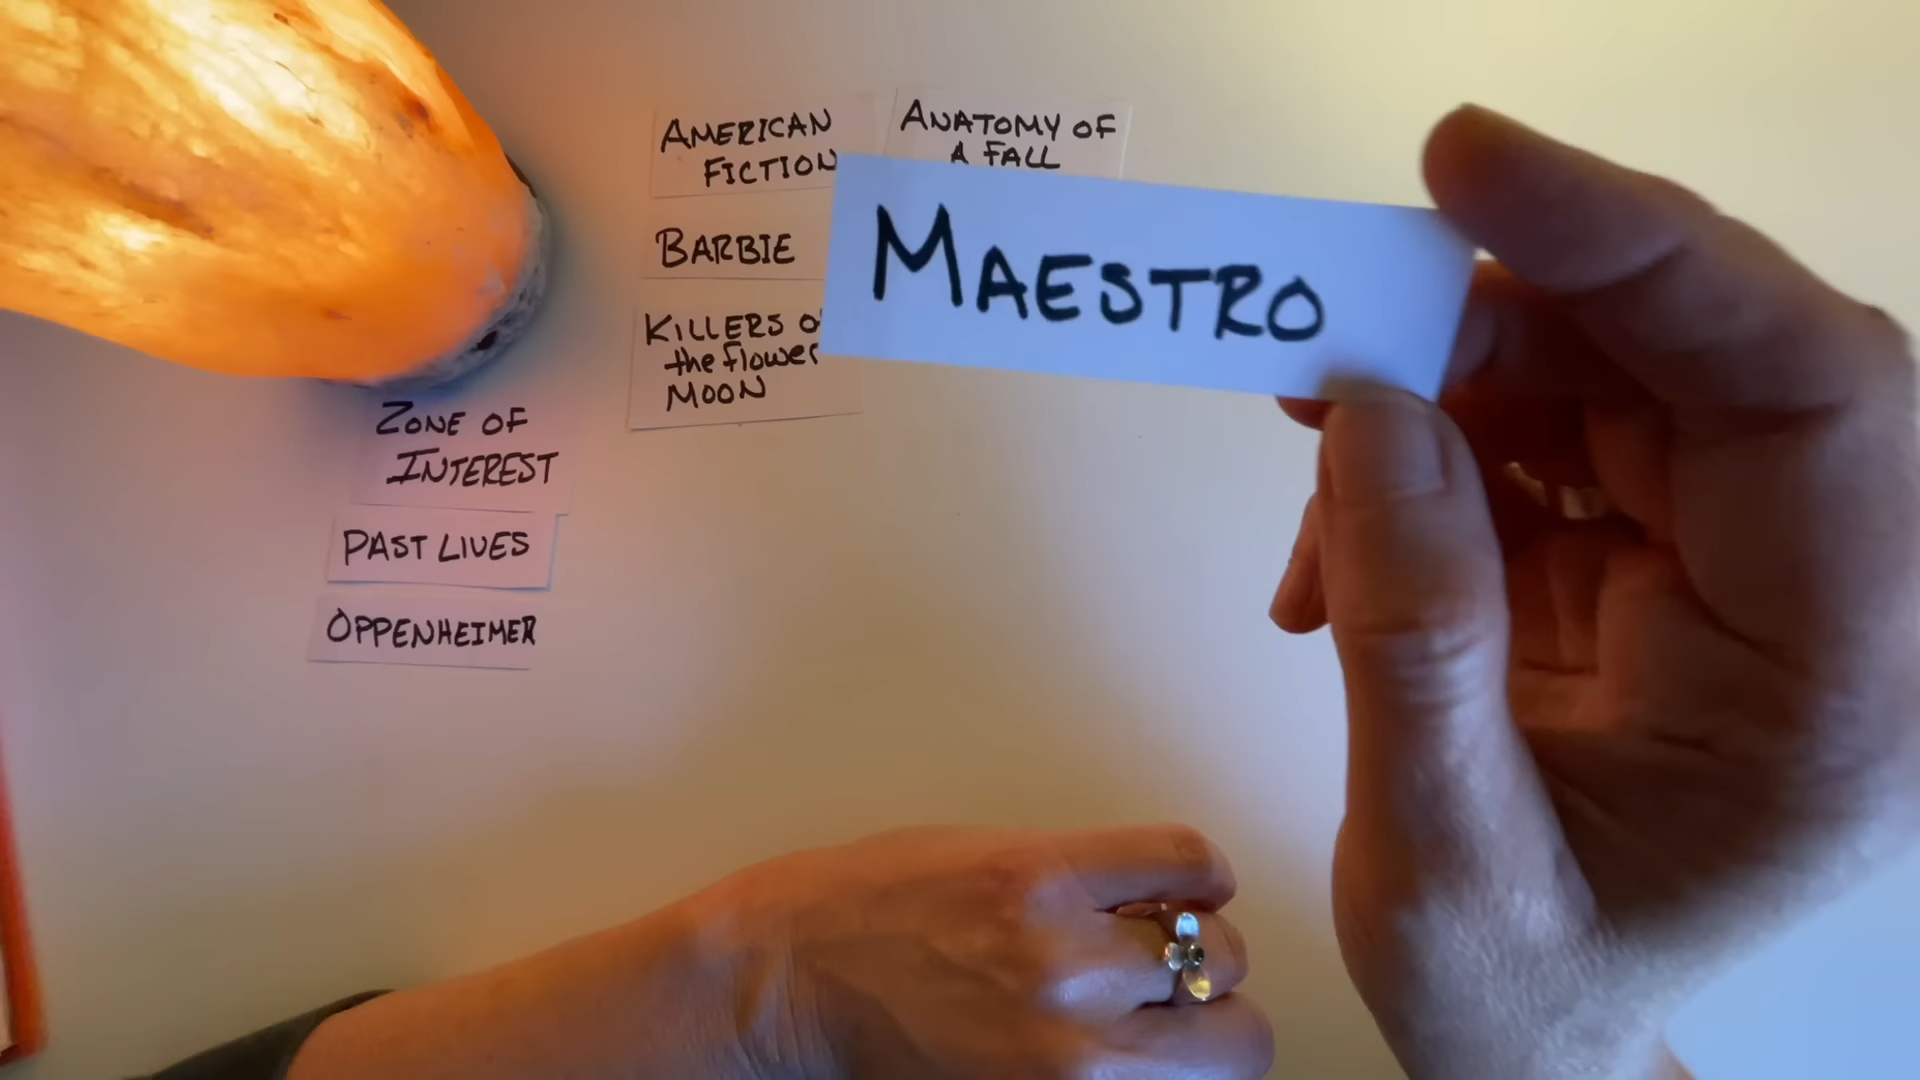 AMERICAN
FICTION
ANATOMY OF
A FALL
BARBIE
MAESTRO
KILLERS O
the flower
MOON
ZONE OF
INTEREST
PAST LIVES
OPPENHEIMER